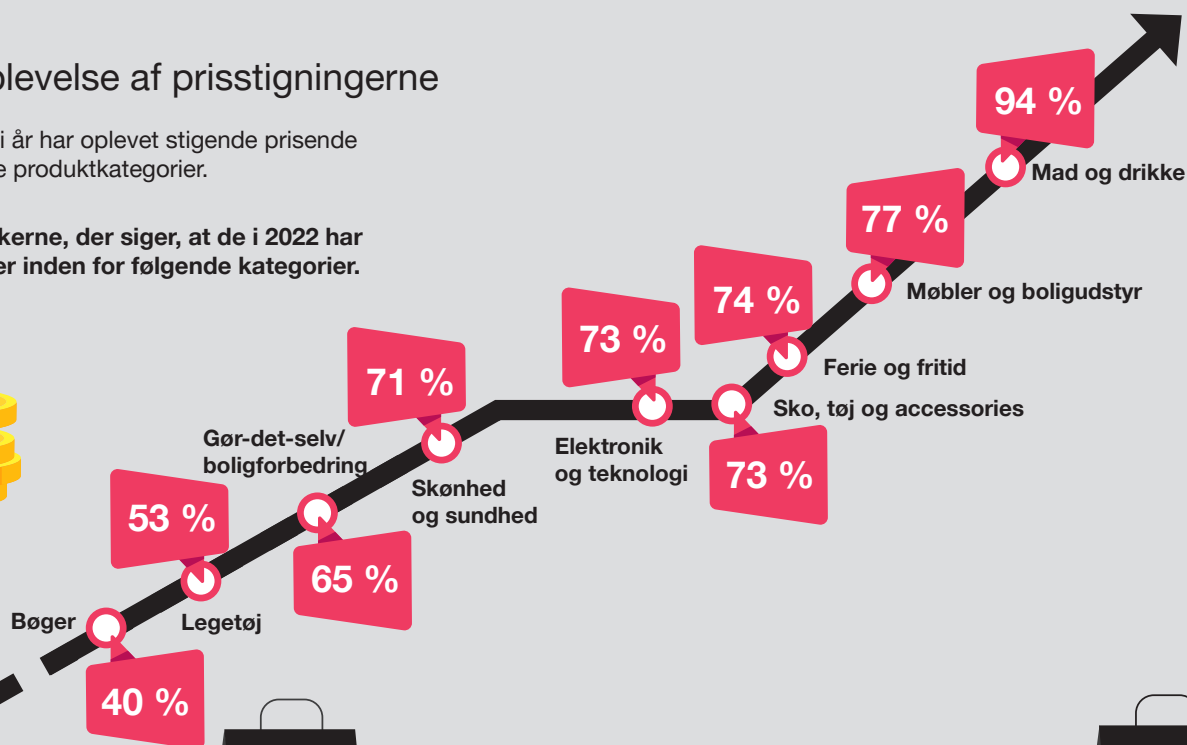 plevelse af prisstigningerne
i år har oplevet stigende prisende
e produktkategorier.
kerne, der siger, at de i 2022 har
er inden for følgende kategorier.
94 %
Mad og drikke
77 %
Møbler og boligudstyr
74 %
Ferie og fritid
73 %
Sko, tøj og accessories
73 %
Elektronik
og teknologi
71 %
Skønhed
og sundhed
Gør-det-selv/
boligforbedring
65 %
53 %
Legetøj
Bøger
40 %